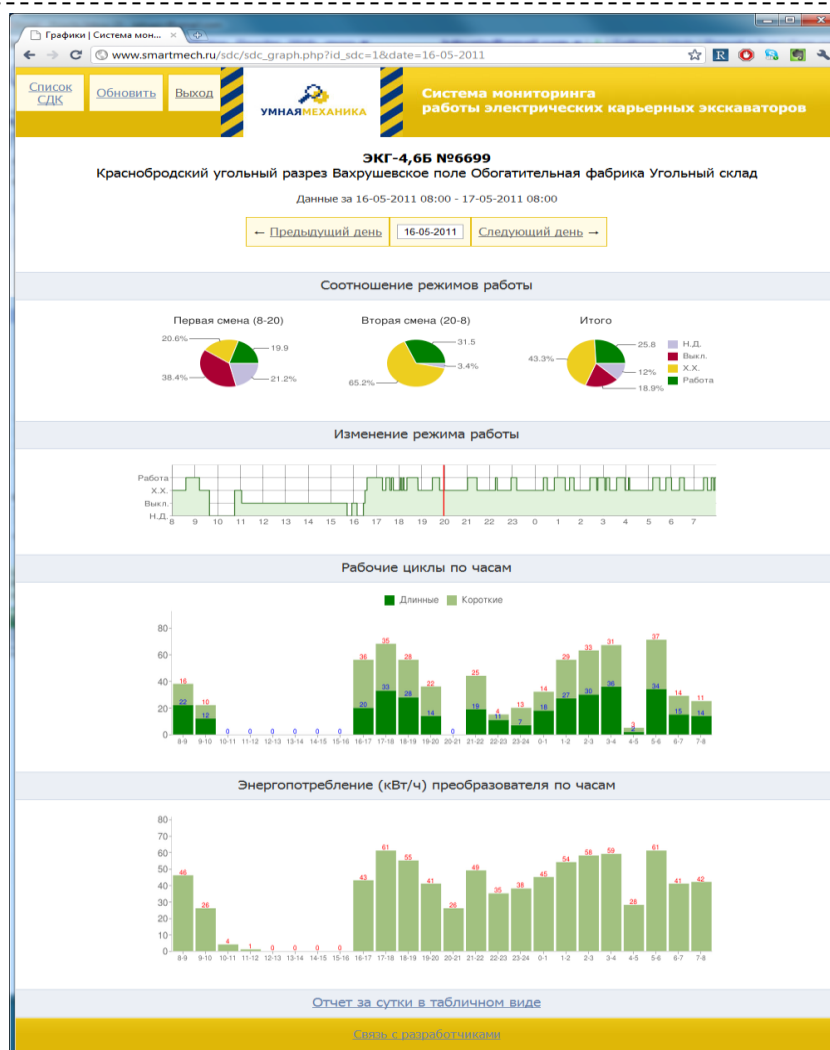 Графики | Система мон...
www.smartmech.ru/sdc/sdc_graph.php?id_sdc=1&date=16-05-2011
Список СДК
Обновить
Выход
УМНАЯМЕХАНИКА
Система мониторинга
работы электрических карьерных экскаваторов
ЭКГ-4,6Б №6699
Краснобродский угольный разрез Вахрушевское поле Обогатительная фабрика Угольный склад
Данные за 16-05-2011 08:00 - 17-05-2011 08:00
← Предыдущий день 16-05-2011 Следующий день →
Соотношение режимов работы
Первая смена (8-20)
20.6%
19.9
38.4%
21.2%
Вторая смена (20-8)
31.5
3.4%
65.2%
Итого
43.3%
25.8
12%
18.9%
Н.Д.
Выкл.
Х.Х.
Работа
Изменение режима работы
Работа
Х.Х.
Выкл.
Н.Д.
8 9 10 11 12 13 14 15 16 17 18 19 20 21 22 23 0 1 2 3 4 5 6 7
Рабочие циклы по часам
Длинные Короткие
80
60
40
20
0
16 10 36 35 28 22 25 4 13 14 29 33 31 3 37 14 11
22 12 0 0 0 0 0 20 33 28 14 0 19 11 7 18 27 30 36 2 34 15 14
8-9 9-10 10-11 11-12 12-13 13-14 14-15 15-16 16-17 17-18 18-19 19-20 20-21 21-22 22-23 23-24 0-1 1-2 2-3 3-4 4-5 5-6 6-7 7-8
Энергопотребление (кВт/ч) преобразователя по часам
80
70
60
50
40
30
20
10
0
46 26 4 1 0 0 0 0 43 61 55 41 26 49 35 38 45 54 58 59 28 61 41 42
8-9 9-10 10-11 11-12 12-13 13-14 14-15 15-16 16-17 17-18 18-19 19-20 20-21 21-22 22-23 23-24 0-1 1-2 2-3 3-4 4-5 5-6 6-7 7-8
Отчет за сутки в табличном виде
Связь с разработчиками